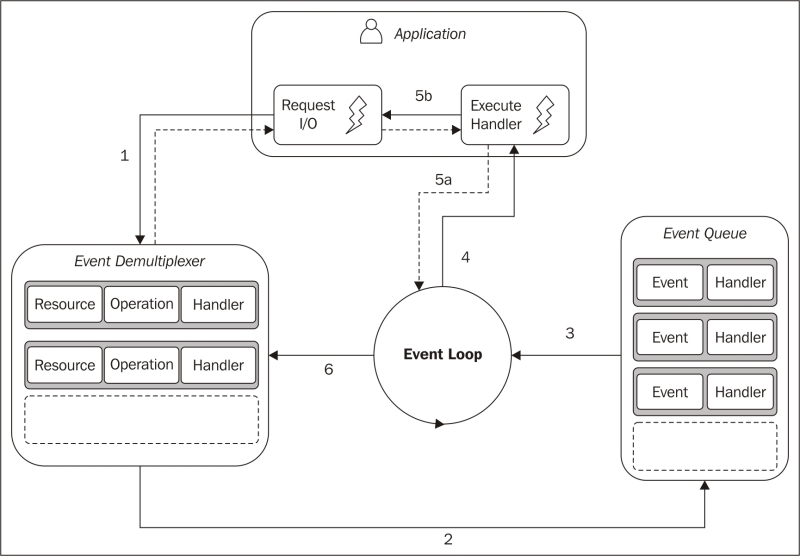 Application
Request
I/O
5b
Execute
Handler
1
5a
4
Event Demultiplexer
Resource Operation Handler
Resource Operation Handler
Event Queue
Event Handler
Event Handler
Event Handler
3
Event Loop
6
2